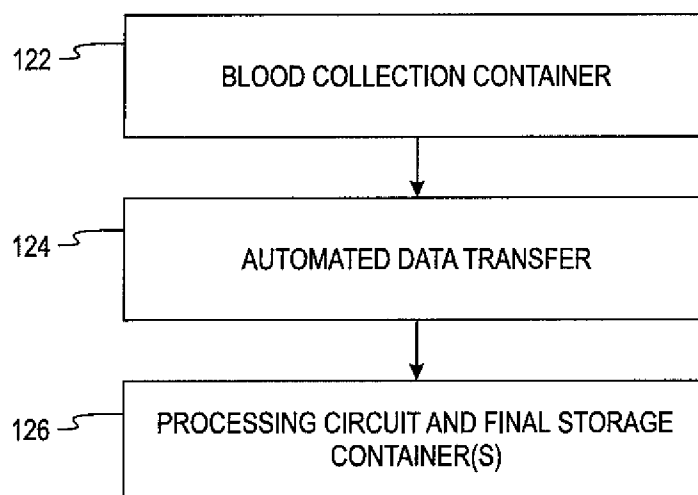 122
BLOOD COLLECTION CONTAINER
124
AUTOMATED DATA TRANSFER
126
PROCESSING CIRCUIT AND FINAL STORAGE
CONTAINER(S)